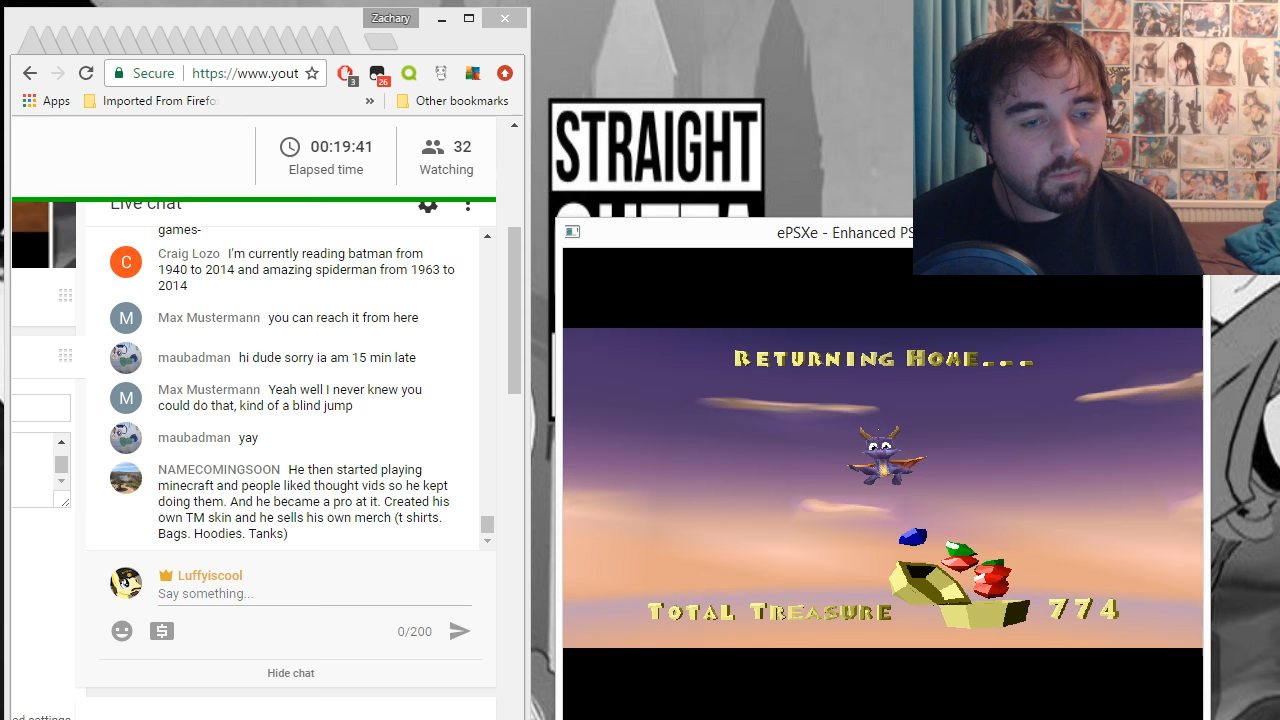 Zachary
Secure
https://www.yout
3
26
Apps
Imported From Firefo
»
Other bookmarks
00:19:41
Elapsed time
32
Watching
Live chat
games-
C
Craig Lozo I'm currently reading batman from
1940 to 2014 and amazing spiderman from 1963 to
2014
M
Max Mustermann you can reach it from here
maubadman hi dude sorry ia am 15 min late
M
Max Mustermann Yeah well I never knew you
could do that, kind of a blind jump
maubadman yay
NAMECOMINGSOON He then started playing
minecraft and people liked thought vids so he kept
doing them. And he became a pro at it. Created his
own TM skin and he sells his own merch (t shirts.
Bags. Hoodies. Tanks)
Luffyiscool
Say something...
0/200
Hide chat
ed settings
STRAIGHT
OUTTA
ePSXe - Enhanced PS
RETURNING HOME...
TOTAL TREASURE 774